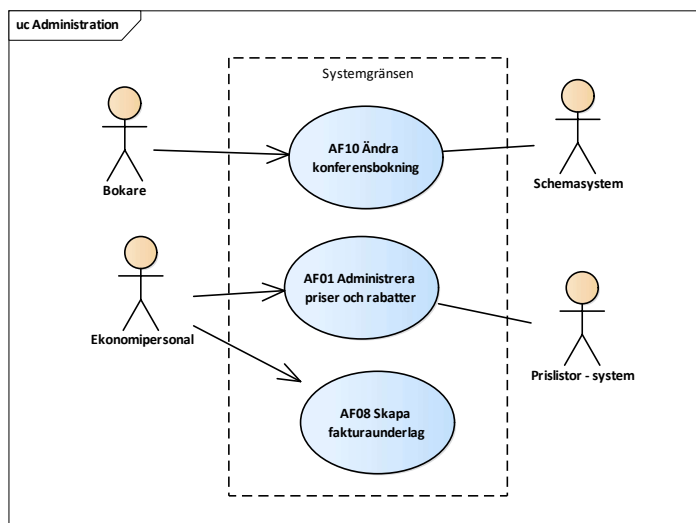 uc Administration
Systemgränsen
Bokare
AF10 Ändra
konferensbokning
Schemasystem
Ekonomipersonal
AF01 Administrera
priser och rabatter
Prislistor - system
AF08 Skapa
fakturaunderlag